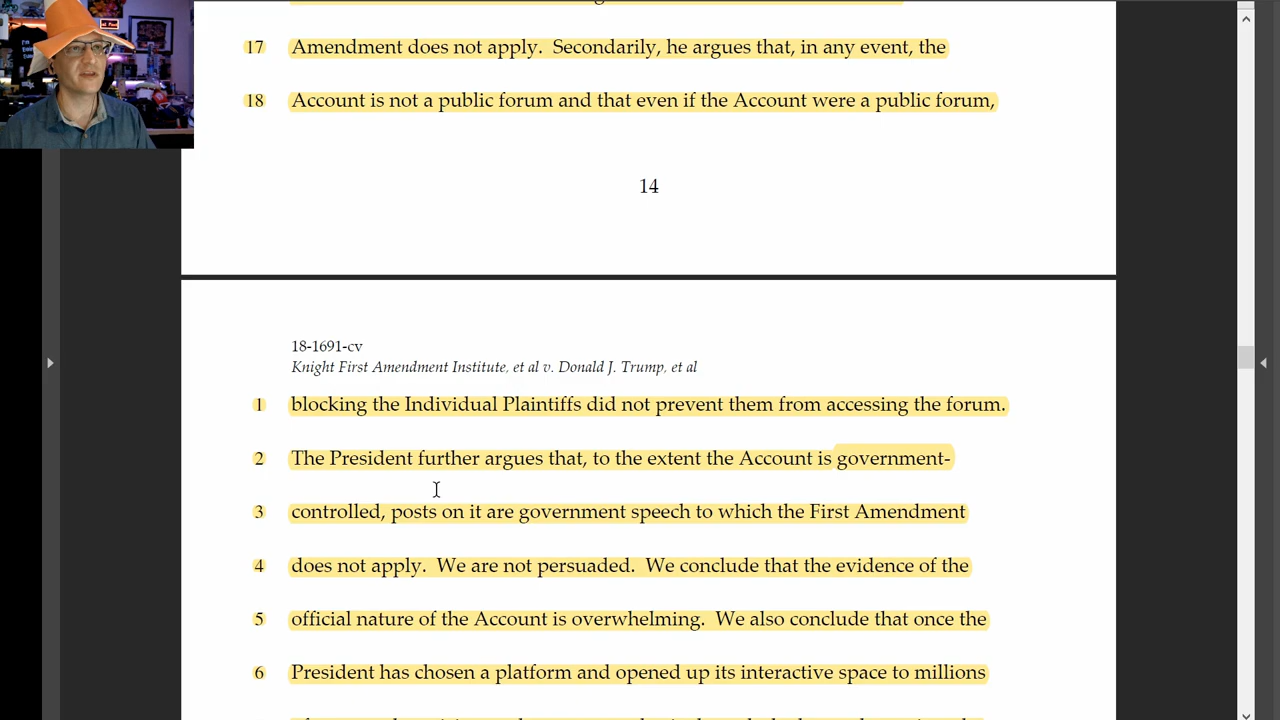 17 Amendment does not apply.  Secondarily, he argues that, in any event, the
18 Account is not a public forum and that even if the Account were a public forum,
14
18-1691-cv
Knight First Amendment Institute, et al v. Donald J. Trump, et al
1 blocking the Individual Plaintiffs did not prevent them from accessing the forum.
2 The President further argues that, to the extent the Account is government-
3 controlled, posts on it are government speech to which the First Amendment
4 does not apply.  We are not persuaded.  We conclude that the evidence of the
5 official nature of the Account is overwhelming.  We also conclude that once the
6 President has chosen a platform and opened up its interactive space to millions